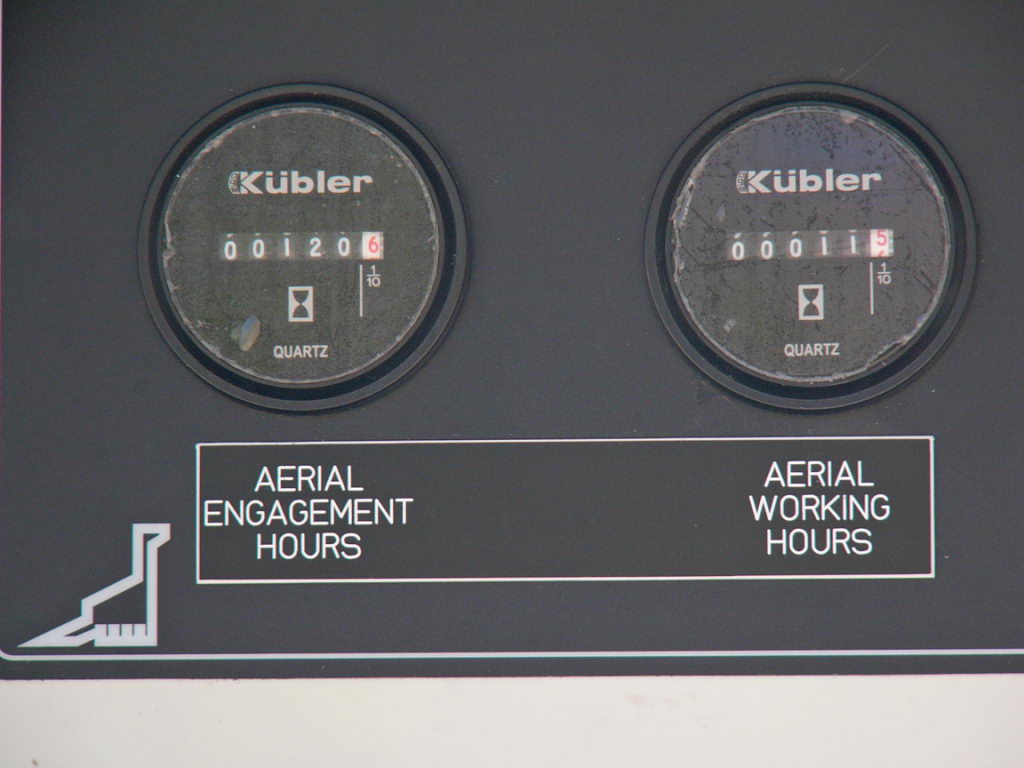 Kübler
001206
1/10
QUARTZ
Kübler
000115
1/10
QUARTZ
AERIAL
ENGAGEMENT
HOURS
AERIAL
WORKING
HOURS